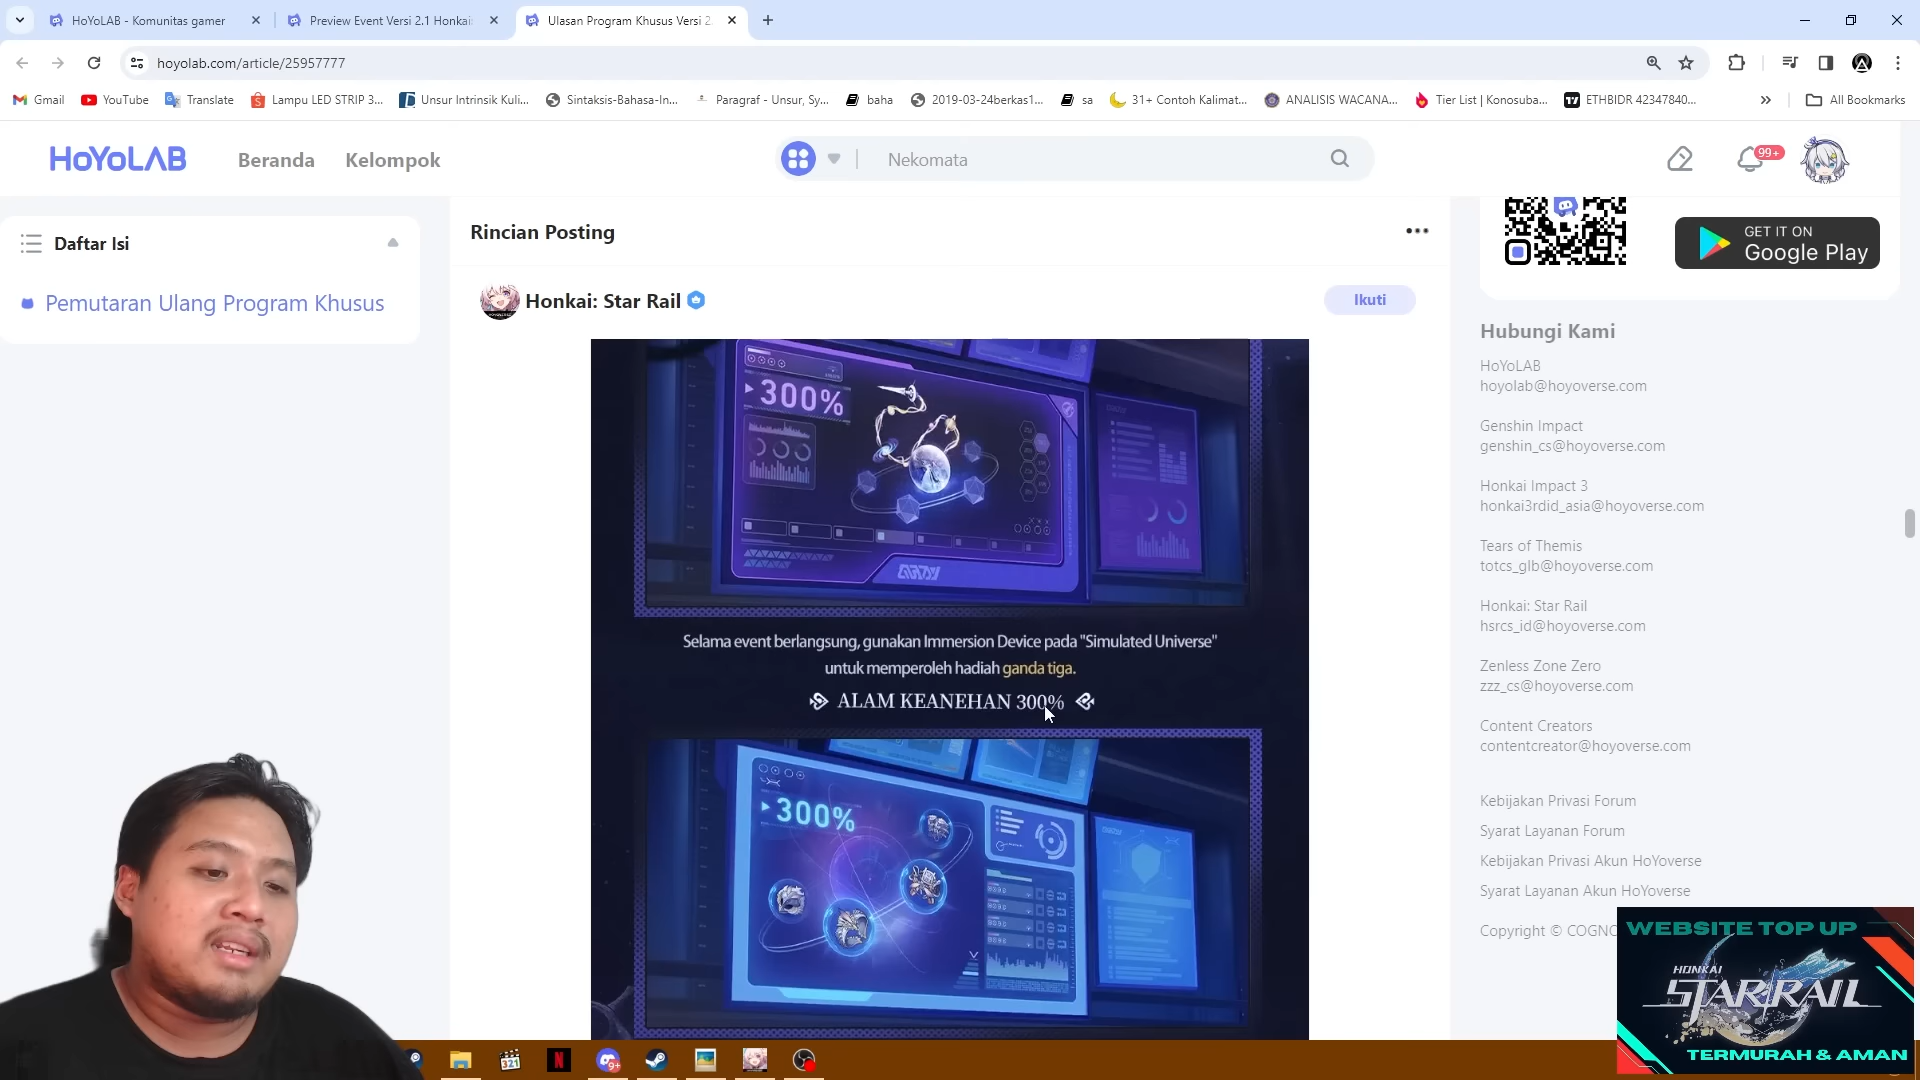 HoYoLAB - Komunitas gamer
Preview Event Versi 2.1 Honkai
Ulasan Program Khusus Versi 2.
hoyolab.com/article/25957777
Gmail
YouTube
Translate
Lampu LED STRIP 3...
Unsur Intrinsik Kuli...
Sintaksis-Bahasa-In...
Paragraf - Unsur, Sy...
baha
2019-03-24berkas1...
sa
31+ Contoh Kalimat...
ANALISIS WACANA...
Tier List | Konosuba...
ETHBIDR 42347840...
All Bookmarks
HoYoLAB
Beranda
Kelompok
Nekomata
99+
Daftar Isi
Pemutaran Ulang Program Khusus
Rincian Posting
Honkai: Star Rail
Ikuti
300%
Selama event berlangsung, gunakan Immersion Device pada "Simulated Universe"
untuk memperoleh hadiah ganda tiga.
ALAM KEANEHAN 300%
300%
GET IT ON
Google Play
Hubungi Kami
HoYoLAB
hoyolab@hoyoverse.com
Genshin Impact
genshin_cs@hoyoverse.com
Honkai Impact 3
honkai3rdid_asia@hoyoverse.com
Tears of Themis
totcs_glb@hoyoverse.com
Honkai: Star Rail
hsrcs_id@hoyoverse.com
Zenless Zone Zero
zzz_cs@hoyoverse.com
Content Creators
contentcreator@hoyoverse.com
Kebijakan Privasi Forum
Syarat Layanan Forum
Kebijakan Privasi Akun HoYoverse
Syarat Layanan Akun HoYoverse
Copyright © COGNO
WEBSITE TOP UP
HONKAI
STAR RAIL
TERMURAH & AMAN
321
N
9+